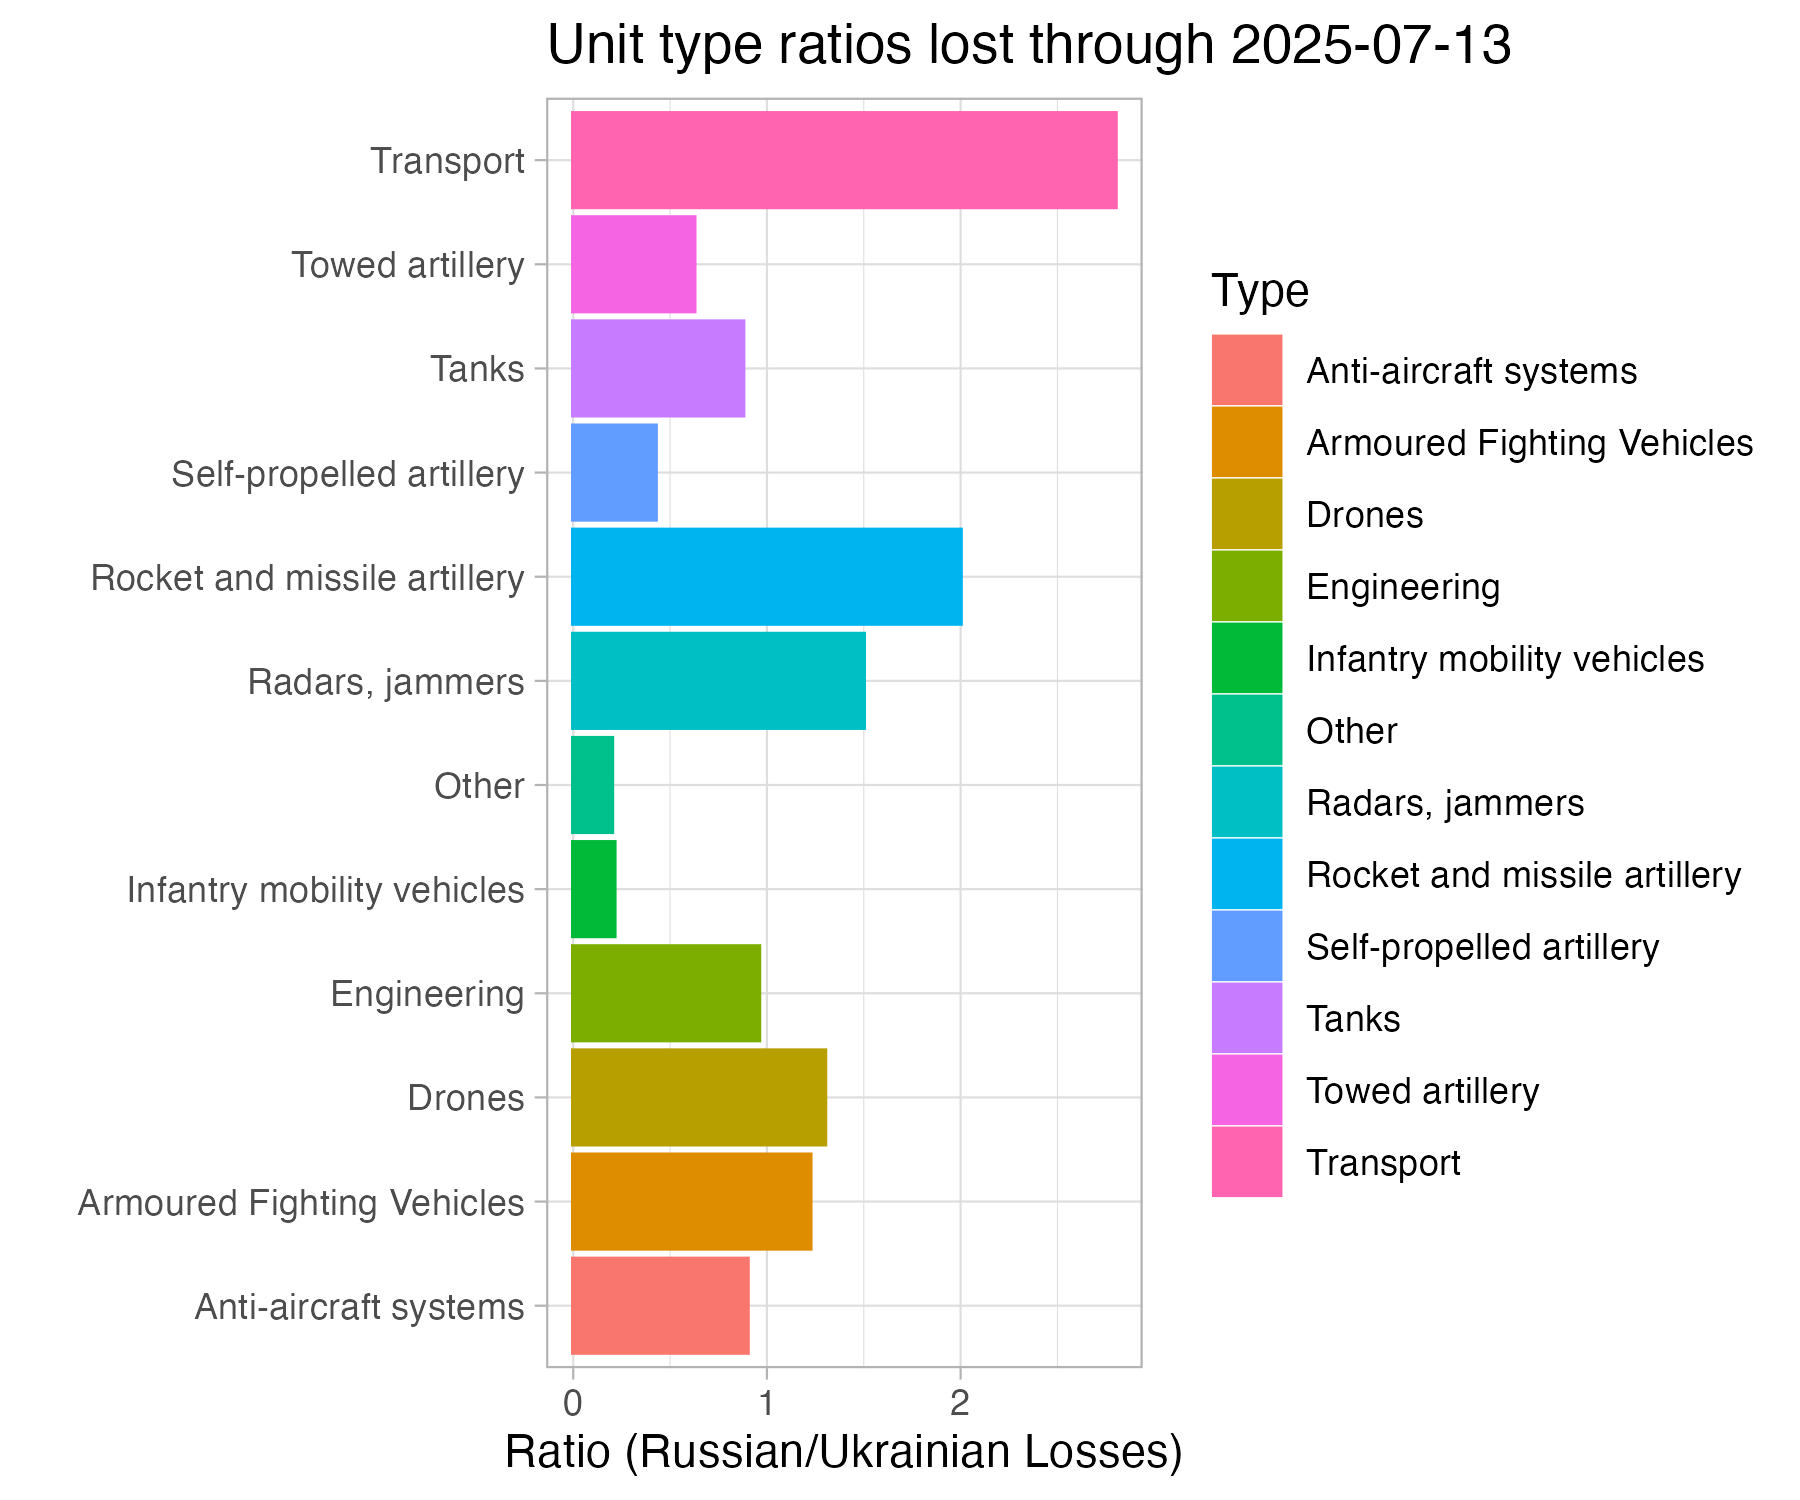 Unit type ratios lost through 2025-07-13
Transport
Towed artillery
Tanks
Self-propelled artillery
Rocket and missile artillery
Radars, jammers
Other
Infantry mobility vehicles
Engineering
Drones
Armoured Fighting Vehicles
Anti-aircraft systems
0 1 2
Ratio (Russian/Ukrainian Losses)
Type
Anti-aircraft systems
Armoured Fighting Vehicles
Drones
Engineering
Infantry mobility vehicles
Other
Radars, jammers
Rocket and missile artillery
Self-propelled artillery
Tanks
Towed artillery
Transport